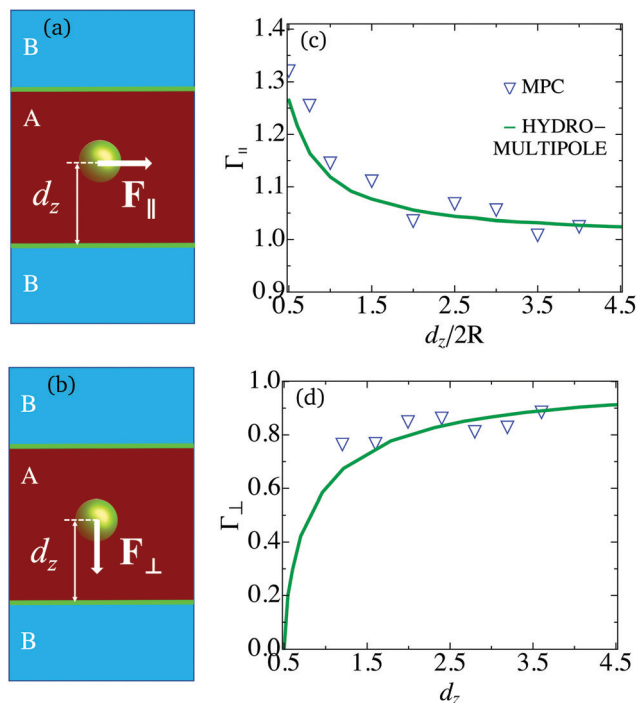 (a)
B
A
d_z
F_∥
B
(c)
1.4
1.3
1.2
1.1
1.0
0.9
Γ_∥
MPC
HYDRO-
MULTIPOLE
0.5 1.5 2.5 3.5 4.5
d_z/2R
(b)
B
A
d_z
F_⊥
B
(d)
1.0
0.8
0.6
0.4
0.2
0.0
Γ_⊥
0.5 1.5 2.5 3.5 4.5
d_z